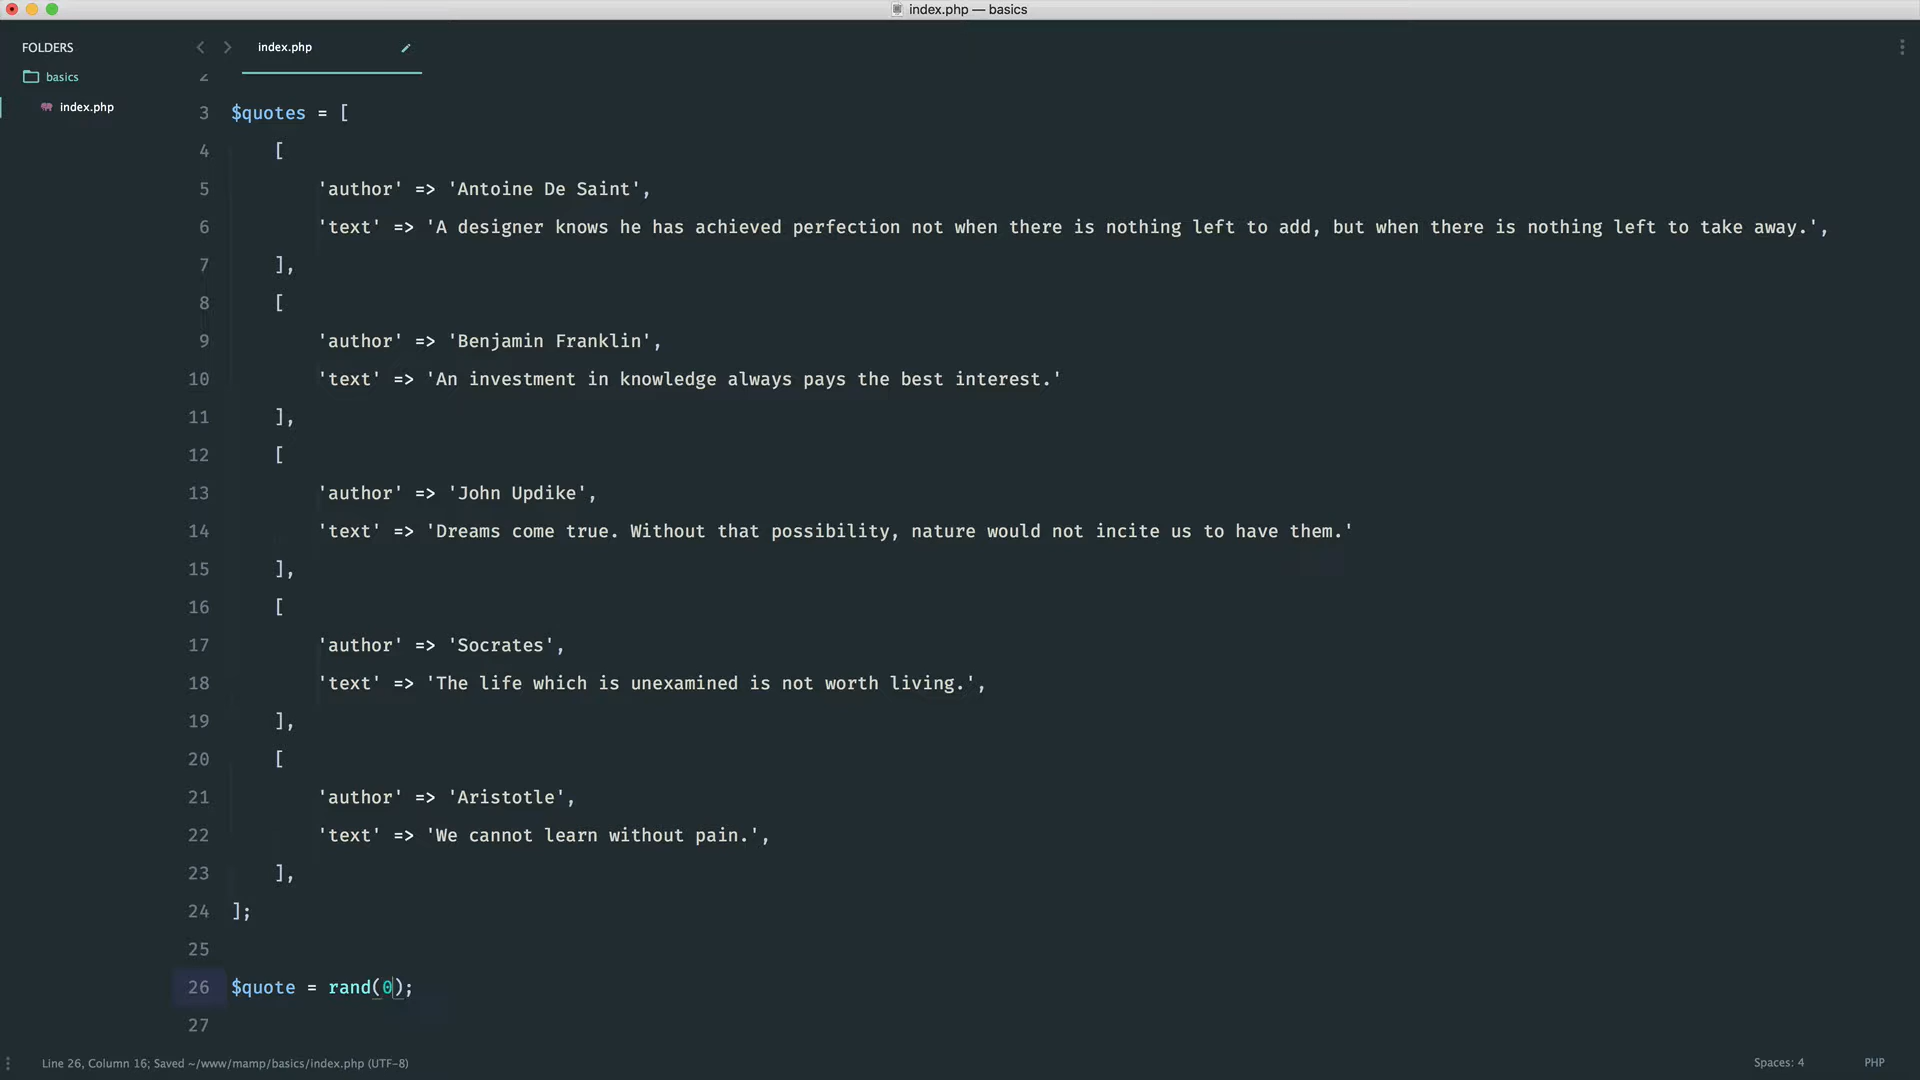 index.php — basics
FOLDERS
basics
index.php
index.php
2
3 $quotes = [
4 [
5 'author' => 'Antoine De Saint',
6 'text' => 'A designer knows he has achieved perfection not when there is nothing left to add, but when there is nothing left to take away.',
7 ],
8 [
9 'author' => 'Benjamin Franklin',
10 'text' => 'An investment in knowledge always pays the best interest.'
11 ],
12 [
13 'author' => 'John Updike',
14 'text' => 'Dreams come true. Without that possibility, nature would not incite us to have them.'
15 ],
16 [
17 'author' => 'Socrates',
18 'text' => 'The life which is unexamined is not worth living.',
19 ],
20 [
21 'author' => 'Aristotle',
22 'text' => 'We cannot learn without pain.',
23 ],
24 ];
25
26 $quote = rand(0);
27
Line 26, Column 16; Saved ~/www/mamp/basics/index.php (UTF-8)
Spaces: 4
PHP